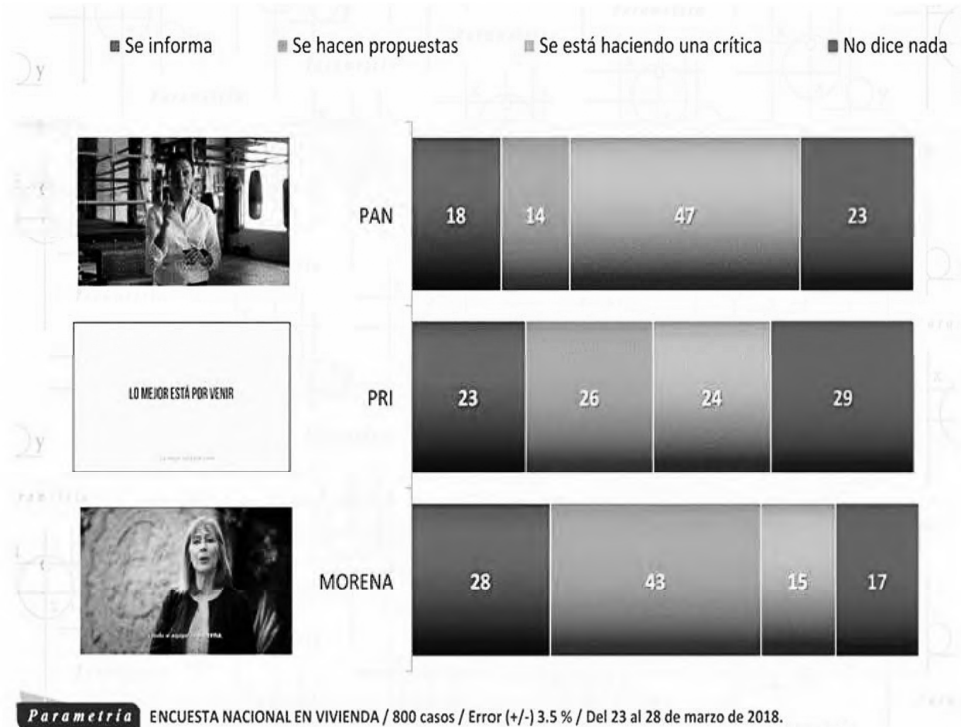 Se informa Se hacen propuestas Se está haciendo una crítica No dice nada
PAN 18 14 47 23
LO MEJOR ESTÁ POR VENIR
PRI 23 26 24 29
MORENA 28 43 15 17
Parametría ENCUESTA NACIONAL EN VIVIENDA / 800 casos / Error (+/-) 3.5 % / Del 23 al 28 de marzo de 2018.